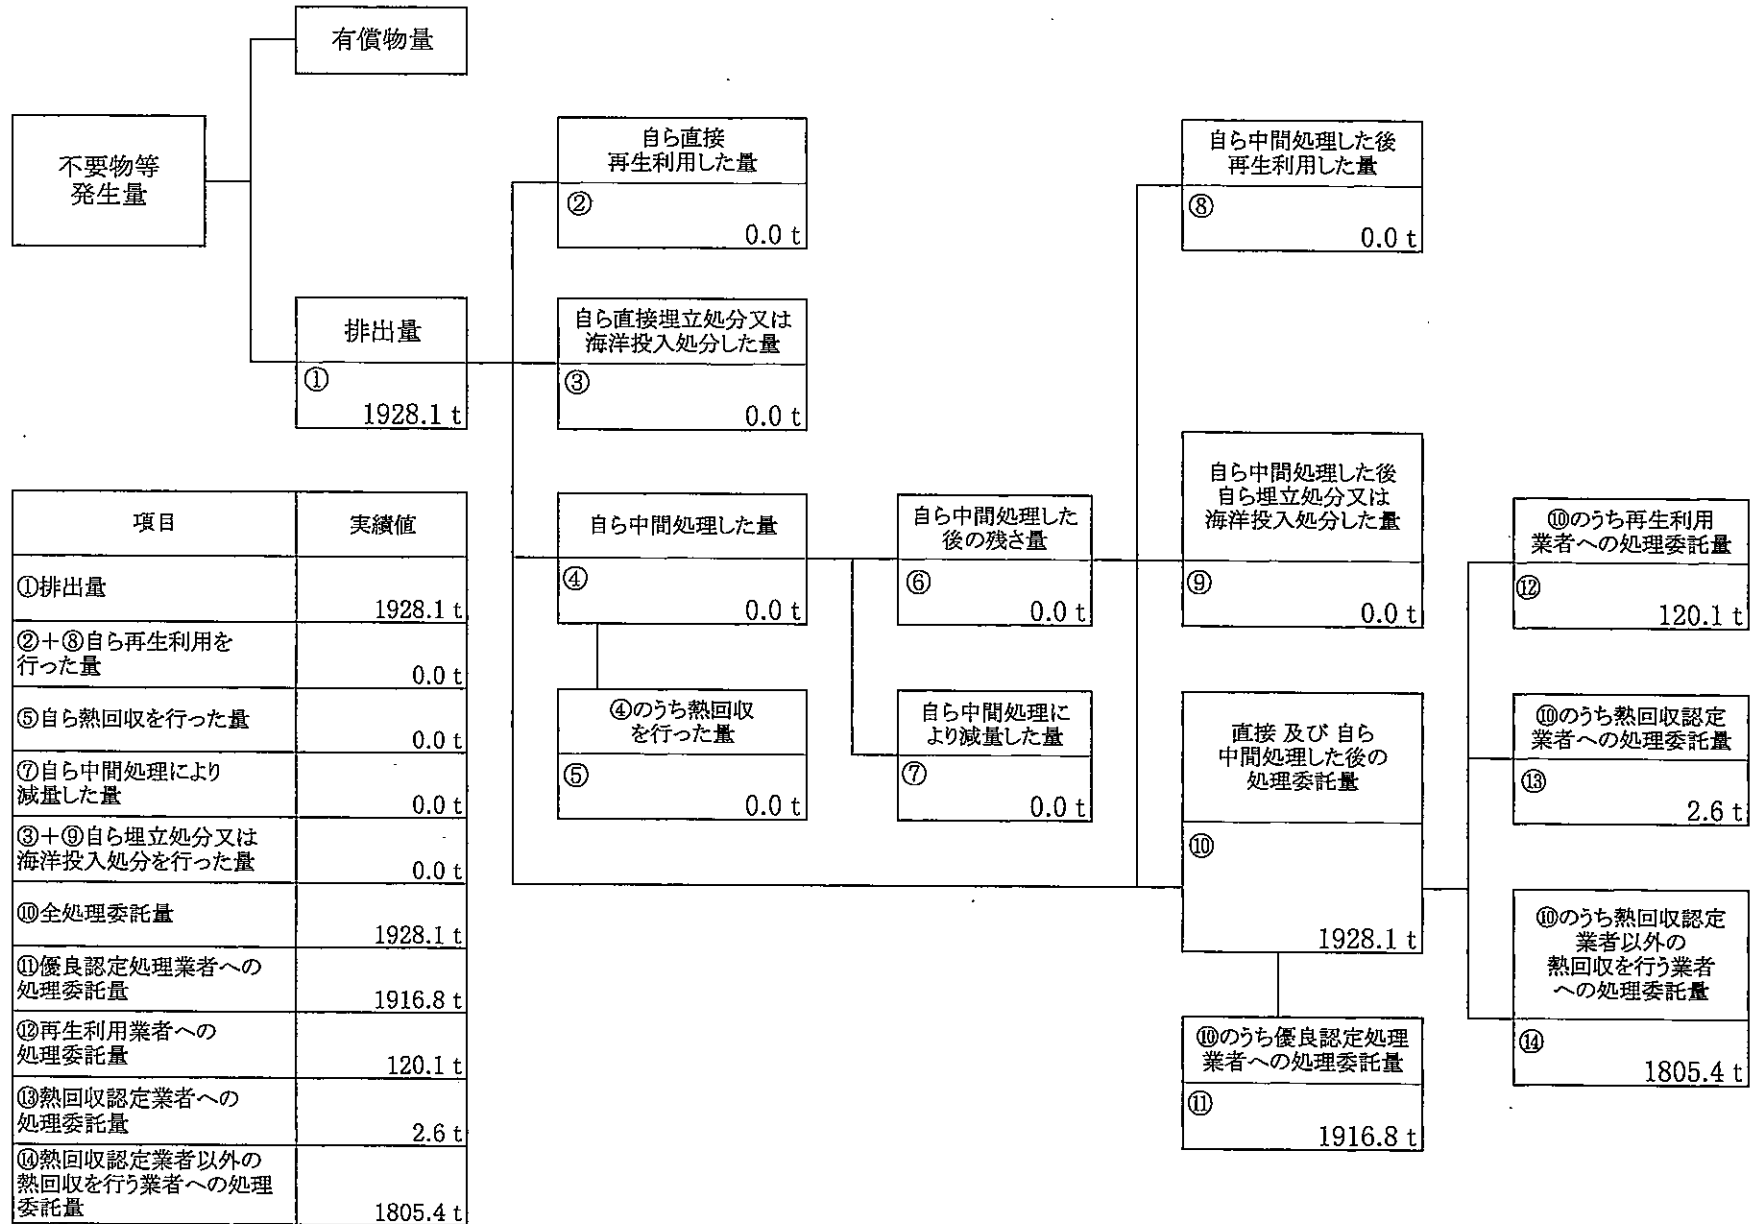 有償物量
不要物等
発生量
排出量
①
1928.1 t
自ら直接
再生利用した量
②
0.0 t
自ら直接埋立処分又は
海洋投入処分した量
③
0.0 t
自ら中間処理した量
④
0.0 t
④のうち熱回収
を行った量
⑤
0.0 t
自ら中間処理した
後の残さ量
⑥
0.0 t
自ら中間処理に
より減量した量
⑦
0.0 t
自ら中間処理した後
再生利用した量
⑧
0.0 t
自ら中間処理した後
自ら埋立処分又は
海洋投入処分した量
⑨
0.0 t
直接 及び 自ら
中間処理した後の
処理委託量
⑩
1928.1 t
⑩のうち優良認定処理
業者への処理委託量
⑪
1916.8 t
⑩のうち再生利用
業者への処理委託量
⑫
120.1 t
⑩のうち熱回収認定
業者への処理委託量
⑬
2.6 t
⑩のうち熱回収認定
業者以外の
熱回収を行う業者
への処理委託量
⑭
1805.4 t
項目 実績値
①排出量
1928.1 t
②+⑧自ら再生利用を
行った量
0.0 t
⑤自ら熱回収を行った量
0.0 t
⑦自ら中間処理により
減量した量
0.0 t
③+⑨自ら埋立処分又は
海洋投入処分を行った量
0.0 t
⑩全処理委託量
1928.1 t
⑪優良認定処理業者への
処理委託量
1916.8 t
⑫再生利用業者への
処理委託量
120.1 t
⑬熱回収認定業者への
処理委託量
2.6 t
⑭熱回収認定業者以外の
熱回収を行う業者への処理
委託量
1805.4 t